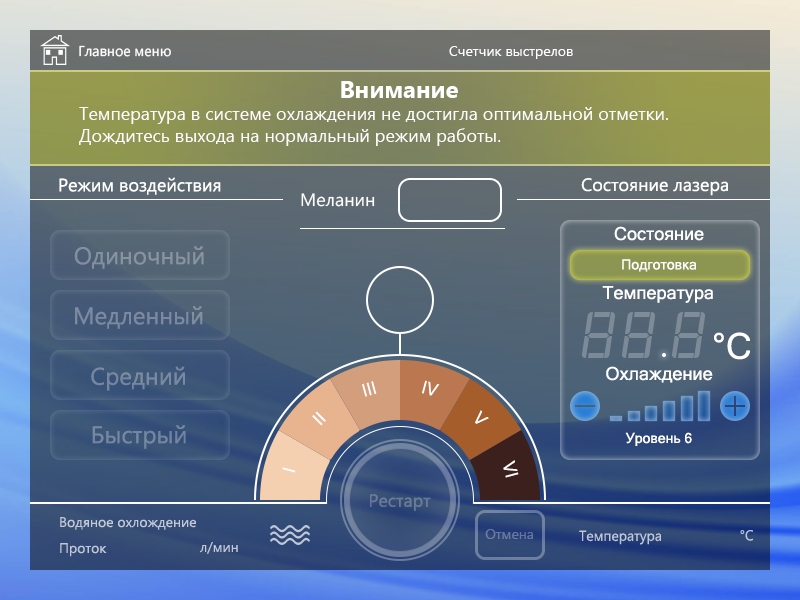 Главное меню
Счетчик выстрелов
Внимание
Температура в системе охлаждения не достигла оптимальной отметки.
Дождитесь выхода на нормальный режим работы.
Режим воздействия
Меланин
Состояние лазера
Одиночный
Медленный
Средний
Быстрый
I
II
III
IV
V
VI
Рестарт
Состояние
Подготовка
Температура
88.8 °C
Охлаждение
Уровень 6
Водяное охлождение
Проток
л/мин
Отмена
Температура
°C